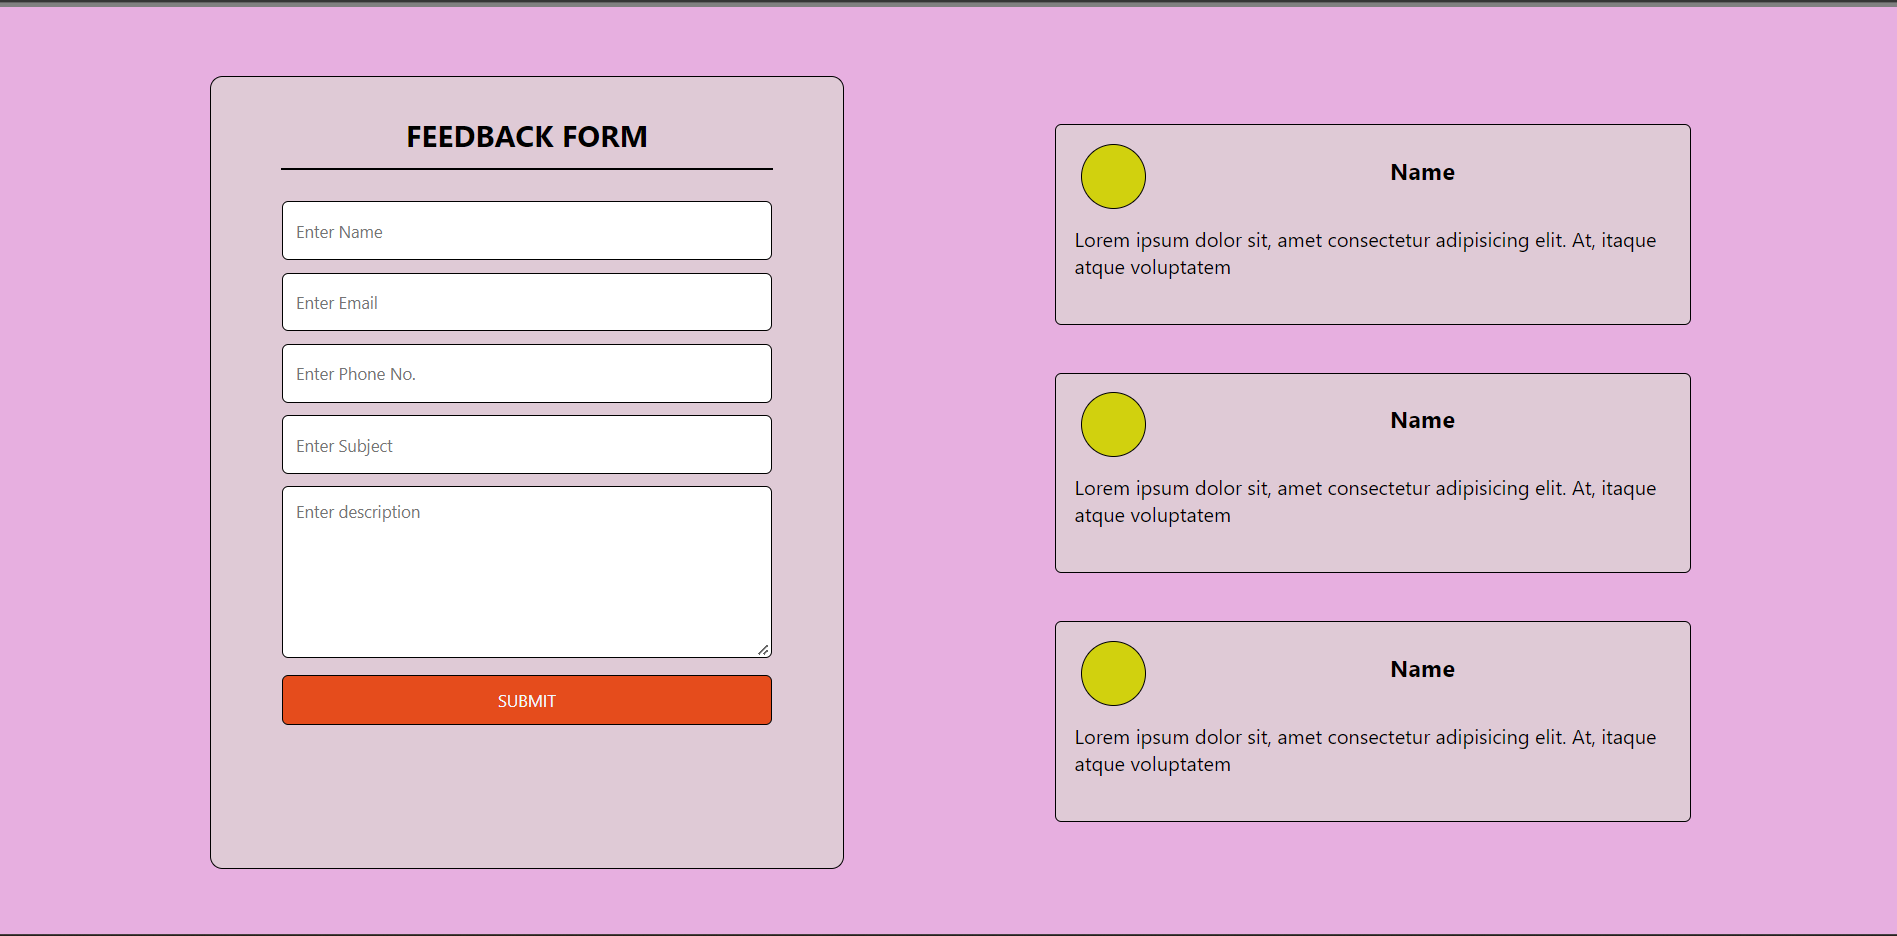 FEEDBACK FORM
Enter Name
Enter Email
Enter Phone No.
Enter Subject
Enter description
SUBMIT
Name
Lorem ipsum dolor sit, amet consectetur adipisicing elit. At, itaque
atque voluptatem
Name
Lorem ipsum dolor sit, amet consectetur adipisicing elit. At, itaque
atque voluptatem
Name
Lorem ipsum dolor sit, amet consectetur adipisicing elit. At, itaque
atque voluptatem